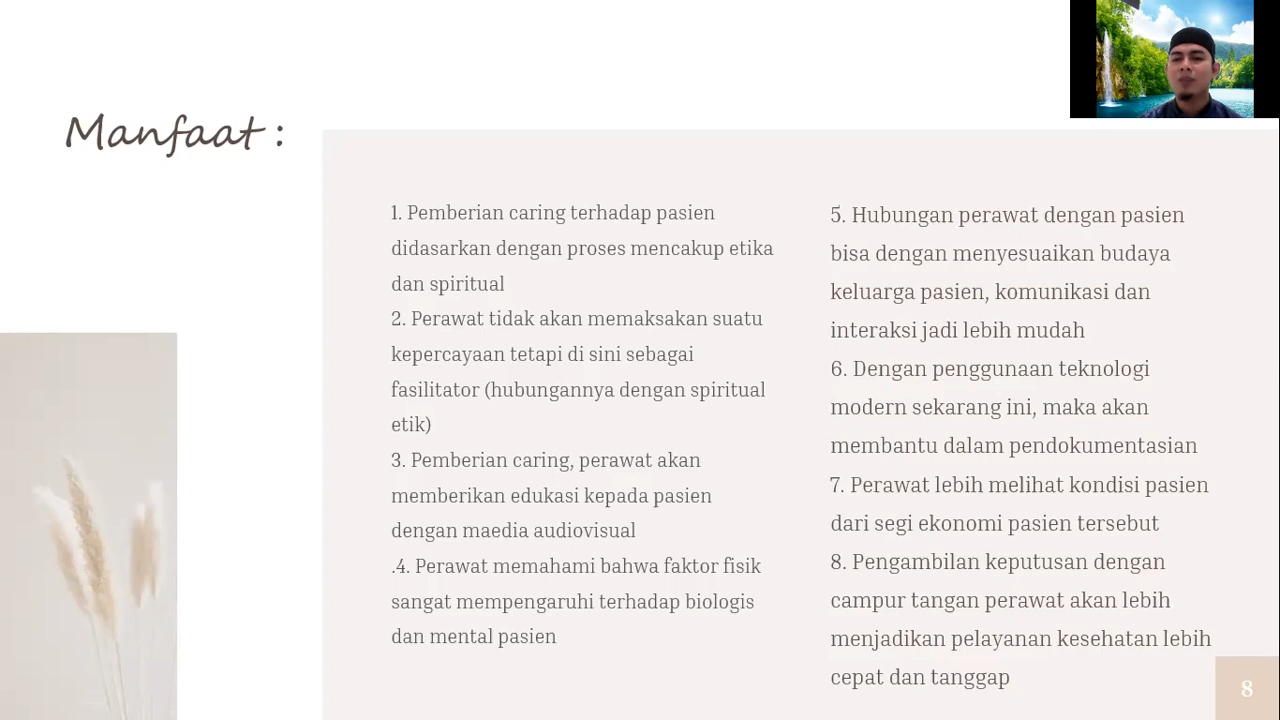 Manfaat :
1. Pemberian caring terhadap pasien
didasarkan dengan proses mencakup etika
dan spiritual
2. Perawat tidak akan memaksakan suatu
kepercayaan tetapi di sini sebagai
fasilitator (hubungannya dengan spiritual
etik)
3. Pemberian caring, perawat akan
memberikan edukasi kepada pasien
dengan maedia audiovisual
.4. Perawat memahami bahwa faktor fisik
sangat mempengaruhi terhadap biologis
dan mental pasien
5. Hubungan perawat dengan pasien
bisa dengan menyesuaikan budaya
keluarga pasien, komunikasi dan
interaksi jadi lebih mudah
6. Dengan penggunaan teknologi
modern sekarang ini, maka akan
membantu dalam pendokumentasian
7. Perawat lebih melihat kondisi pasien
dari segi ekonomi pasien tersebut
8. Pengambilan keputusan dengan
campur tangan perawat akan lebih
menjadikan pelayanan kesehatan lebih
cepat dan tanggap
8